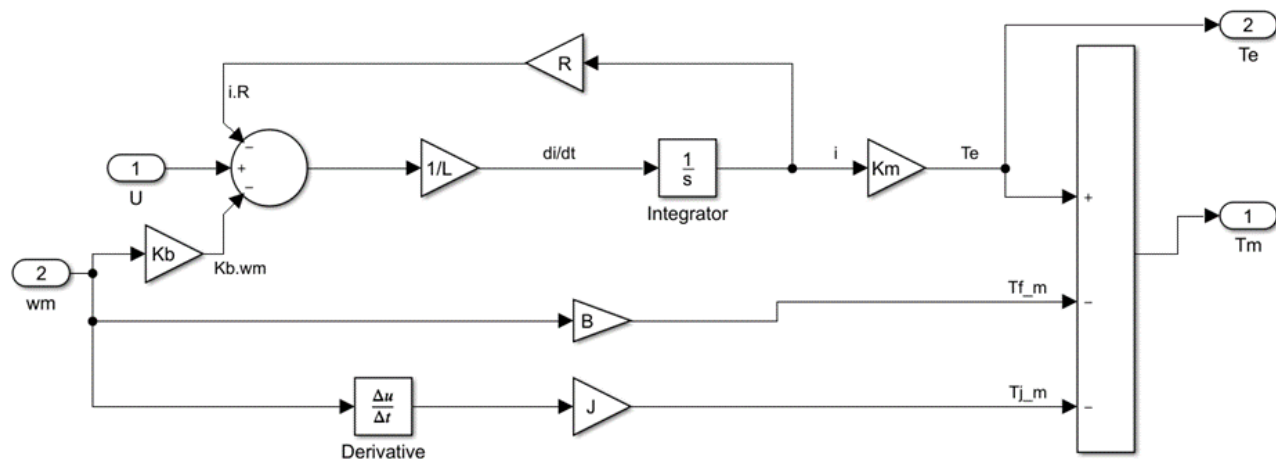 2
Te
R
i.R
−
+
−
1
U
1/L
di/dt
1
s
Integrator
i
Km
Te
+
1
Tm
Kb
Kb.wm
2
wm
Tf_m
−
B
Δu
Δt
Derivative
J
Tj_m
−